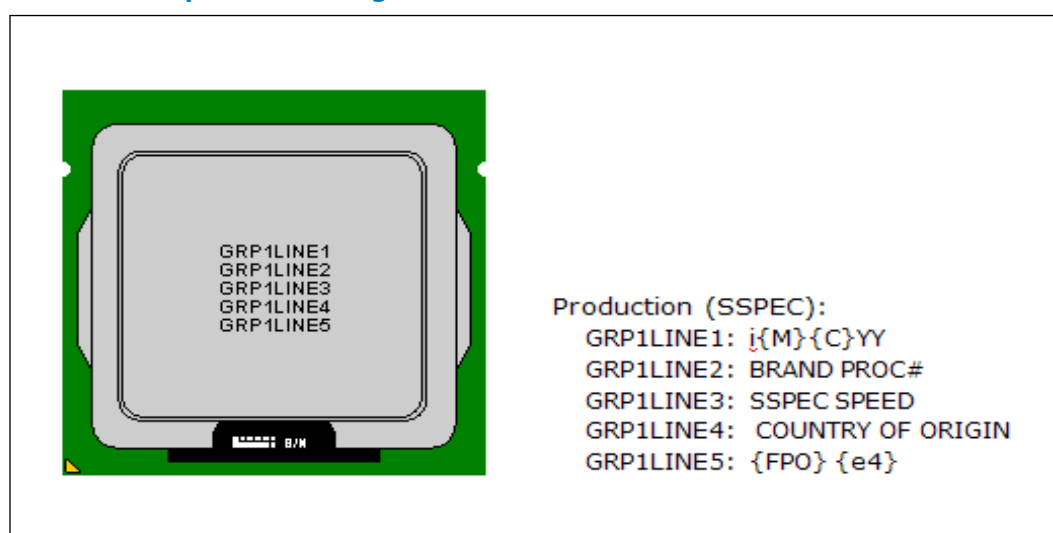 GRP1LINE1
GRP1LINE2
GRP1LINE3
GRP1LINE4
GRP1LINE5
S/N
Production (SSPEC):
GRP1LINE1: i{M}{C}YY
GRP1LINE2: BRAND PROC#
GRP1LINE3: SSPEC SPEED
GRP1LINE4: COUNTRY OF ORIGIN
GRP1LINE5: {FPO} {e4}